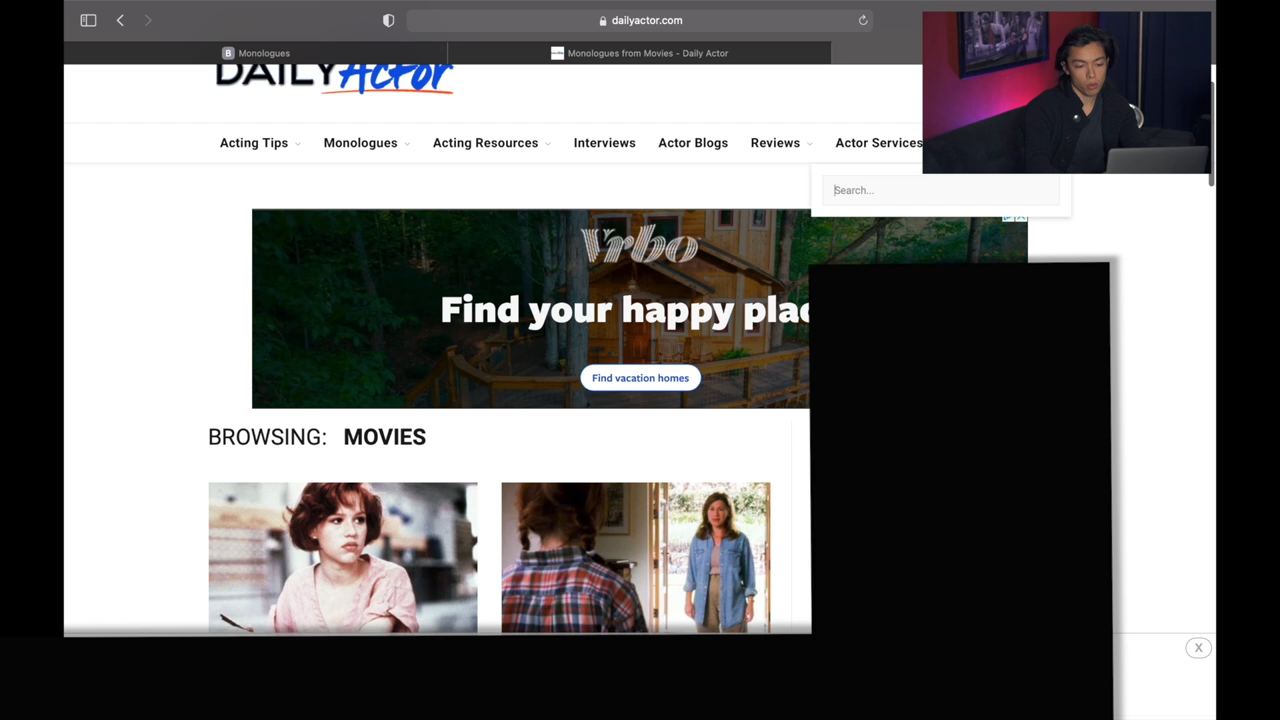 dailyactor.com
B Monologues
Monologues from Movies - Daily Actor
DAILY Actor
Acting Tips
Monologues
Acting Resources
Interviews
Actor Blogs
Reviews
Actor Services
Search...
Vrbo
Find your happy plac
Find vacation homes
BROWSING: MOVIES
X